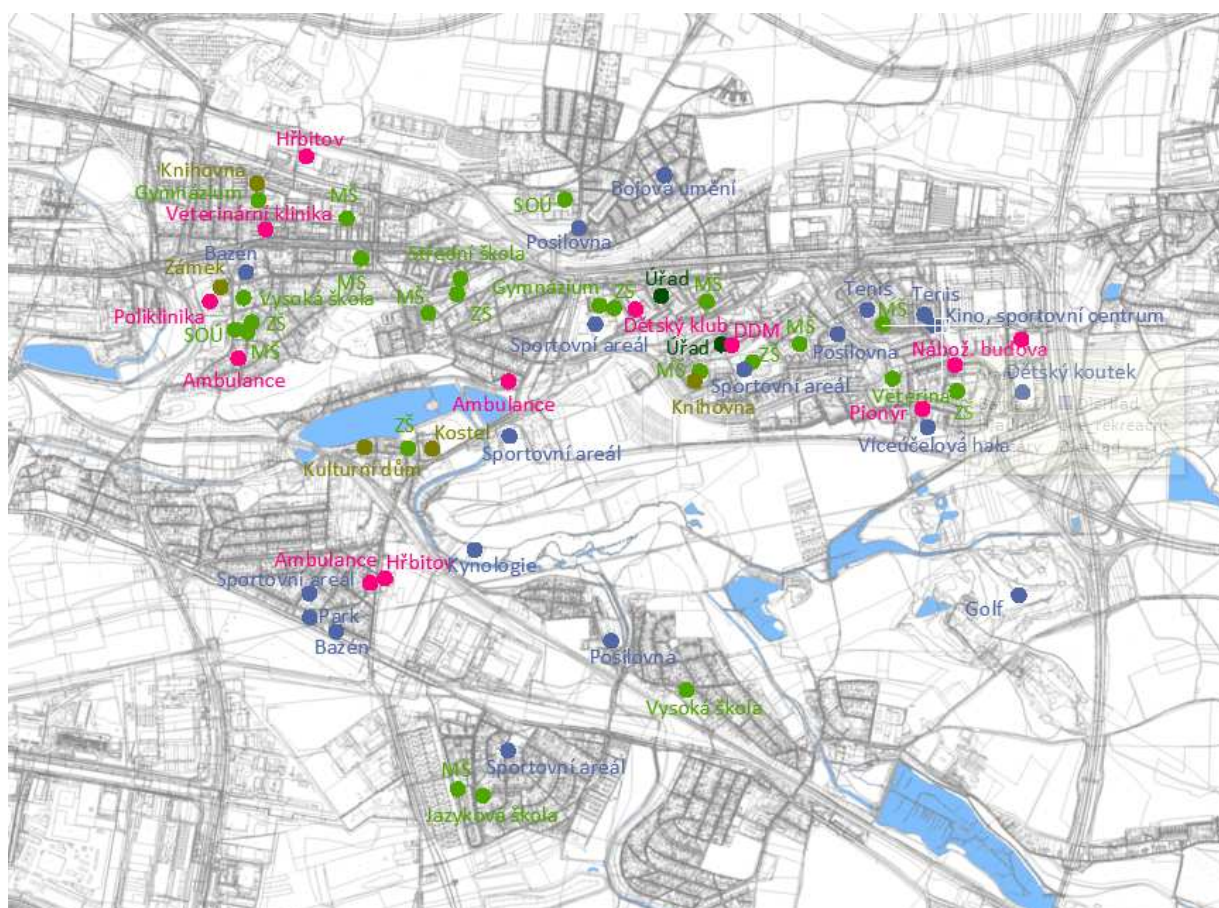 Hřbitov
Knihovna
Gymnázium
MŠ
SOÚ
Bojová umění
Veterinární klinika
Posilovna
Bazén
Střední škola
Zámek
MŠ
Úřad
MŠ
Vysoká škola
MŠ
ZŠ
Gymnázium
ZŠ
Tenis
MŠ
Tenis
Poliklinika
Kino, sportovní centrum
SOÚ
ZŠ
Dětský klub
DDM
MŠ
Sportovní areál
Úřad
Posilovna
Nábož. budova
MŠ
ZŠ
Ambulance
MŠ
Sportovní areál
Dětský koutek
Ambulance
Knihovna
Veterina
ZŠ
Pionýr
ZŠ
Kostel
Víceúčelová hala
Sportovní areál
Kulturní dům
Ambulance
Hřbitov
Kynologie
Sportovní areál
Golf
Park
Bazén
Posilovna
Vysoká škola
MŠ
Sportovní areál
Jazyková škola